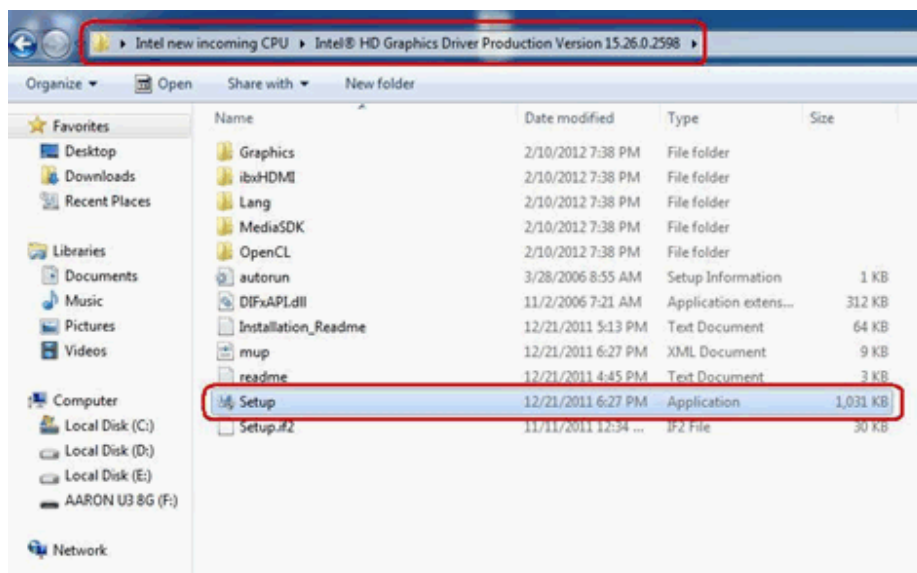 Intel new incoming CPU Intel® HD Graphics Driver Production Version 15.26.0.2598
Organize Open Share with New folder
Name Date modified Type Size
Favorites
Desktop
Downloads
Recent Places
Libraries
Documents
Music
Pictures
Videos
Computer
Local Disk (C:)
Local Disk (D:)
Local Disk (E:)
AARON U3 8G (F:)
Network
Graphics 2/10/2012 7:38 PM File folder
ibxHDMI 2/10/2012 7:38 PM File folder
Lang 2/10/2012 7:38 PM File folder
MediaSDK 2/10/2012 7:38 PM File folder
OpenCL 2/10/2012 7:38 PM File folder
autorun 3/28/2006 8:55 AM Setup Information 1 KB
DIFxAPI.dll 11/2/2006 7:21 AM Application extens... 312 KB
Installation_Readme 12/21/2011 5:13 PM Text Document 64 KB
mup 12/21/2011 6:27 PM XML Document 9 KB
readme 12/21/2011 4:45 PM Text Document 3 KB
Setup 12/21/2011 6:27 PM Application 1,031 KB
Setup.if2 11/11/2011 12:34 ... IF2 File 30 KB